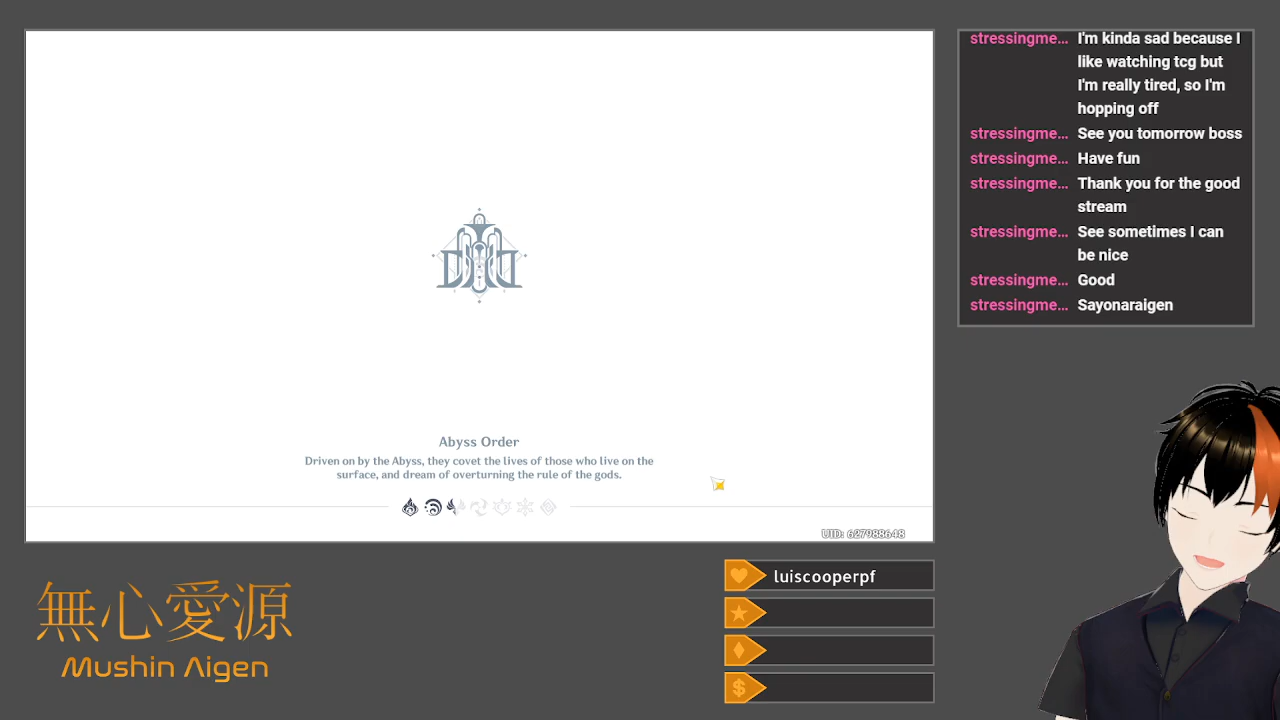 stressingme... I'm kinda sad because I
like watching tcg but
I'm really tired, so I'm
hopping off
stressingme... See you tomorrow boss
stressingme... Have fun
stressingme... Thank you for the good
stream
stressingme... See sometimes I can
be nice
stressingme... Good
stressingme... Sayonaraigen
Abyss Order
Driven on by the Abyss, they covet the lives of those who live on the
surface, and dream of overturning the rule of the gods.
UID: 627988648
luiscooperpf
無心愛源
Mushin Aigen